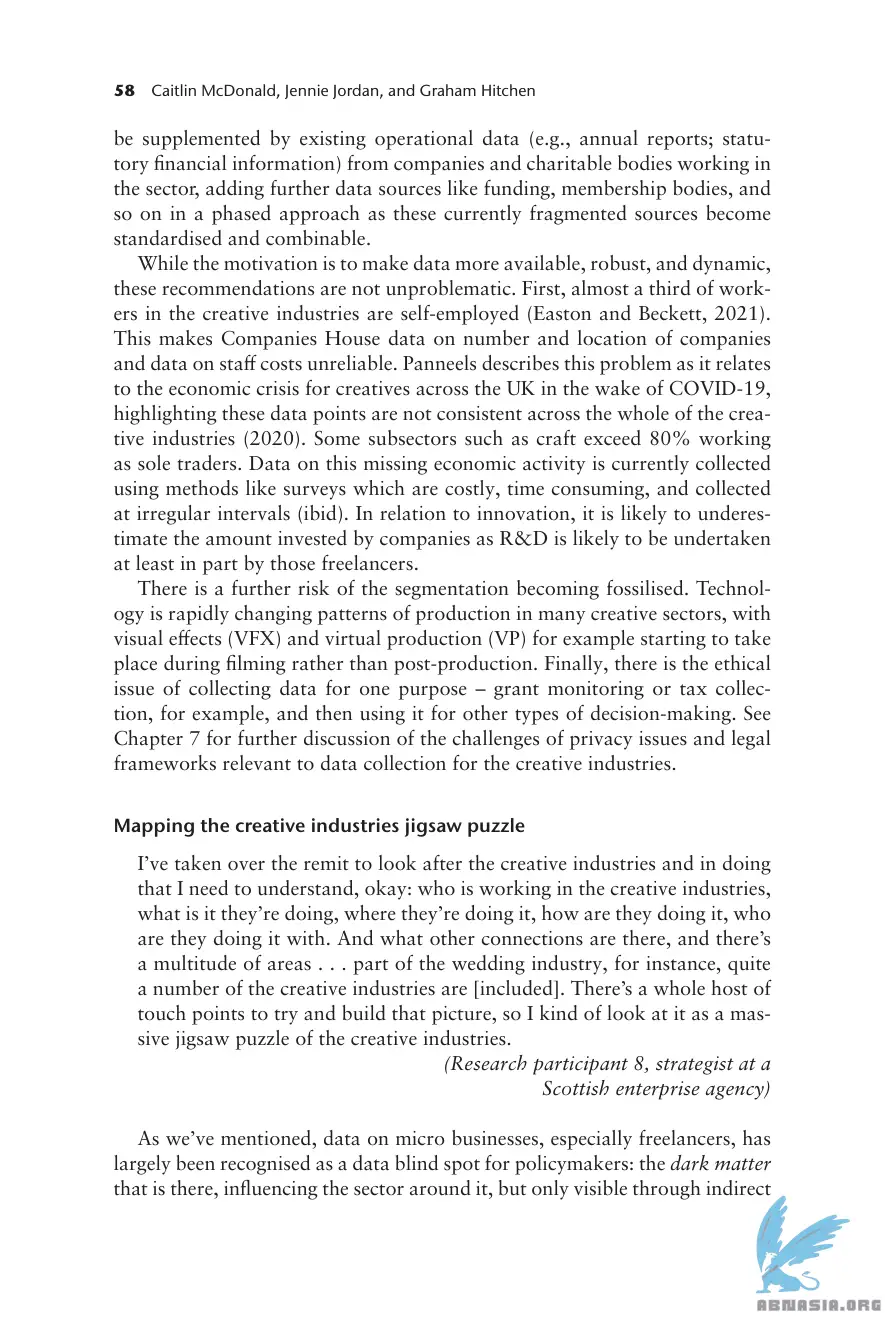 58 Caitlin McDonald, Jennie Jordan, and Graham Hitchen
be supplemented by existing operational data (e.g., annual reports; statu-
tory financial information) from companies and charitable bodies working in
the sector, adding further data sources like funding, membership bodies, and
so on in a phased approach as these currently fragmented sources become
standardised and combinable.
While the motivation is to make data more available, robust, and dynamic,
these recommendations are not unproblematic. First, almost a third of work-
ers in the creative industries are self-employed (Easton and Beckett, 2021).
This makes Companies House data on number and location of companies
and data on staff costs unreliable. Panneels describes this problem as it relates
to the economic crisis for creatives across the UK in the wake of COVID-19,
highlighting these data points are not consistent across the whole of the crea-
tive industries (2020). Some subsectors such as craft exceed 80% working
as sole traders. Data on this missing economic activity is currently collected
using methods like surveys which are costly, time consuming, and collected
at irregular intervals (ibid). In relation to innovation, it is likely to underes-
timate the amount invested by companies as R&D is likely to be undertaken
at least in part by those freelancers.
There is a further risk of the segmentation becoming fossilised. Technol-
ogy is rapidly changing patterns of production in many creative sectors, with
visual effects (VFX) and virtual production (VP) for example starting to take
place during filming rather than post-production. Finally, there is the ethical
issue of collecting data for one purpose – grant monitoring or tax collec-
tion, for example, and then using it for other types of decision-making. See
Chapter 7 for further discussion of the challenges of privacy issues and legal
frameworks relevant to data collection for the creative industries.
Mapping the creative industries jigsaw puzzle
I've taken over the remit to look after the creative industries and in doing
that I need to understand, okay: who is working in the creative industries,
what is it they're doing, where they're doing it, how are they doing it, who
are they doing it with. And what other connections are there, and there's
a multitude of areas . . . part of the wedding industry, for instance, quite
a number of the creative industries are [included]. There's a whole host of
touch points to try and build that picture, so I kind of look at it as a mas-
sive jigsaw puzzle of the creative industries.
(Research participant 8, strategist at a
Scottish enterprise agency)
As we've mentioned, data on micro businesses, especially freelancers, has
largely been recognised as a data blind spot for policymakers: the dark matter
that is there, influencing the sector around it, but only visible through indirect
ABNASIA.ORG